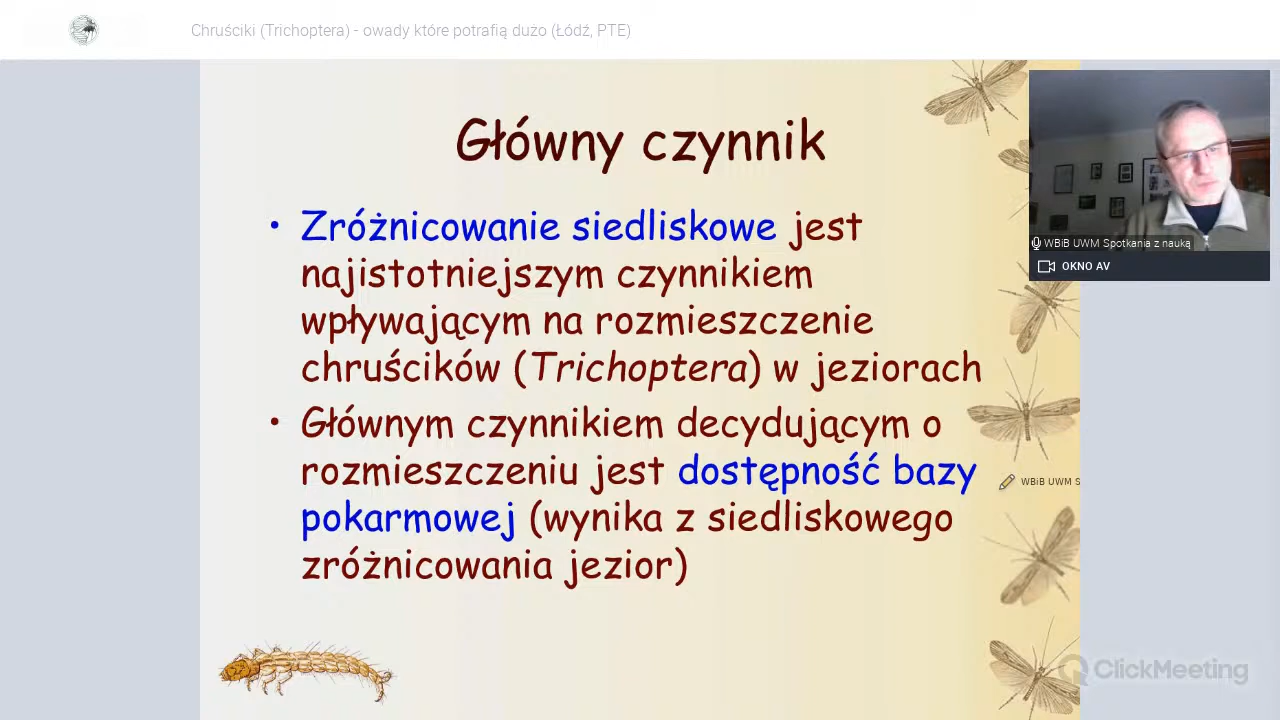 Chruściki (Trichoptera) - owady które potrafią dużo (Łódź, PTE)
Główny czynnik
• Zróżnicowanie siedliskowe jest
najistotniejszym czynnikiem
wpływającym na rozmieszczenie
chruścików (Trichoptera) w jeziorach
• Głównym czynnikiem decydującym o
rozmieszczeniu jest dostępność bazy
pokarmowej (wynika z siedliskowego
zróżnicowania jezior)
WBiB UWM Spotkania z nauką
OKNO AV
WBiB UWM S
ClickMeeting